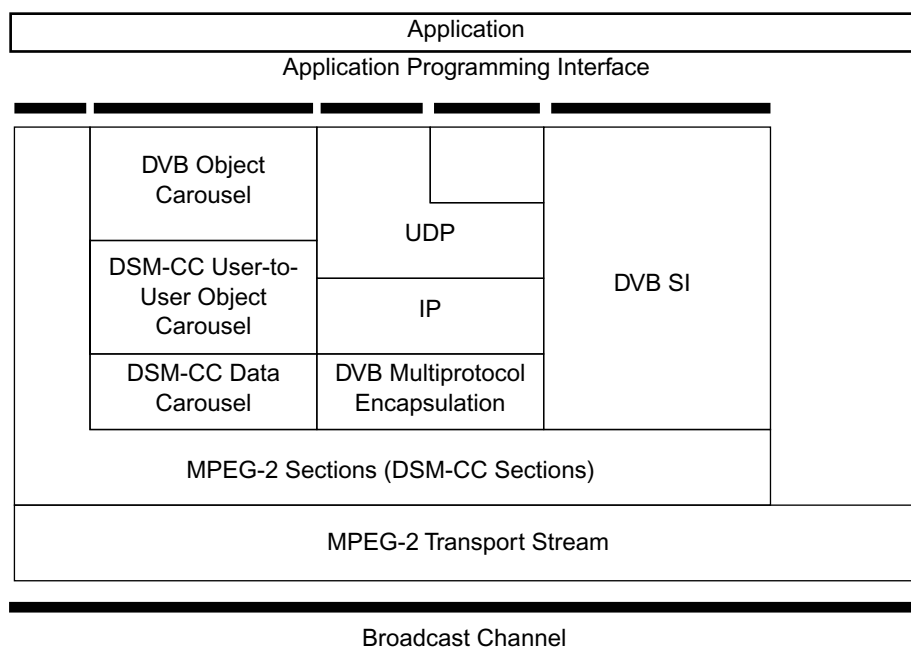 Application
Application Programming Interface
DVB Object
Carousel
DSM-CC User-to-
User Object
Carousel
DSM-CC Data
Carousel
UDP
IP
DVB Multiprotocol
Encapsulation
DVB SI
MPEG-2 Sections (DSM-CC Sections)
MPEG-2 Transport Stream
Broadcast Channel